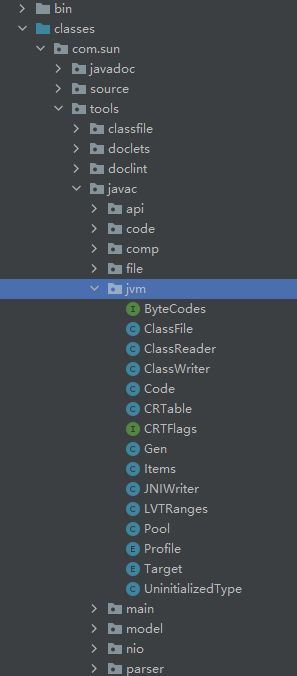 bin
classes
com.sun
javadoc
source
tools
classfile
doclets
doclint
javac
api
code
comp
file
jvm
I ByteCodes
C ClassFile
C ClassReader
C ClassWriter
C Code
C CRTable
I CRTFlags
C Gen
C Items
C JNIWriter
C LVTRanges
C Pool
E Profile
E Target
C UninitializedType
main
model
nio
parser